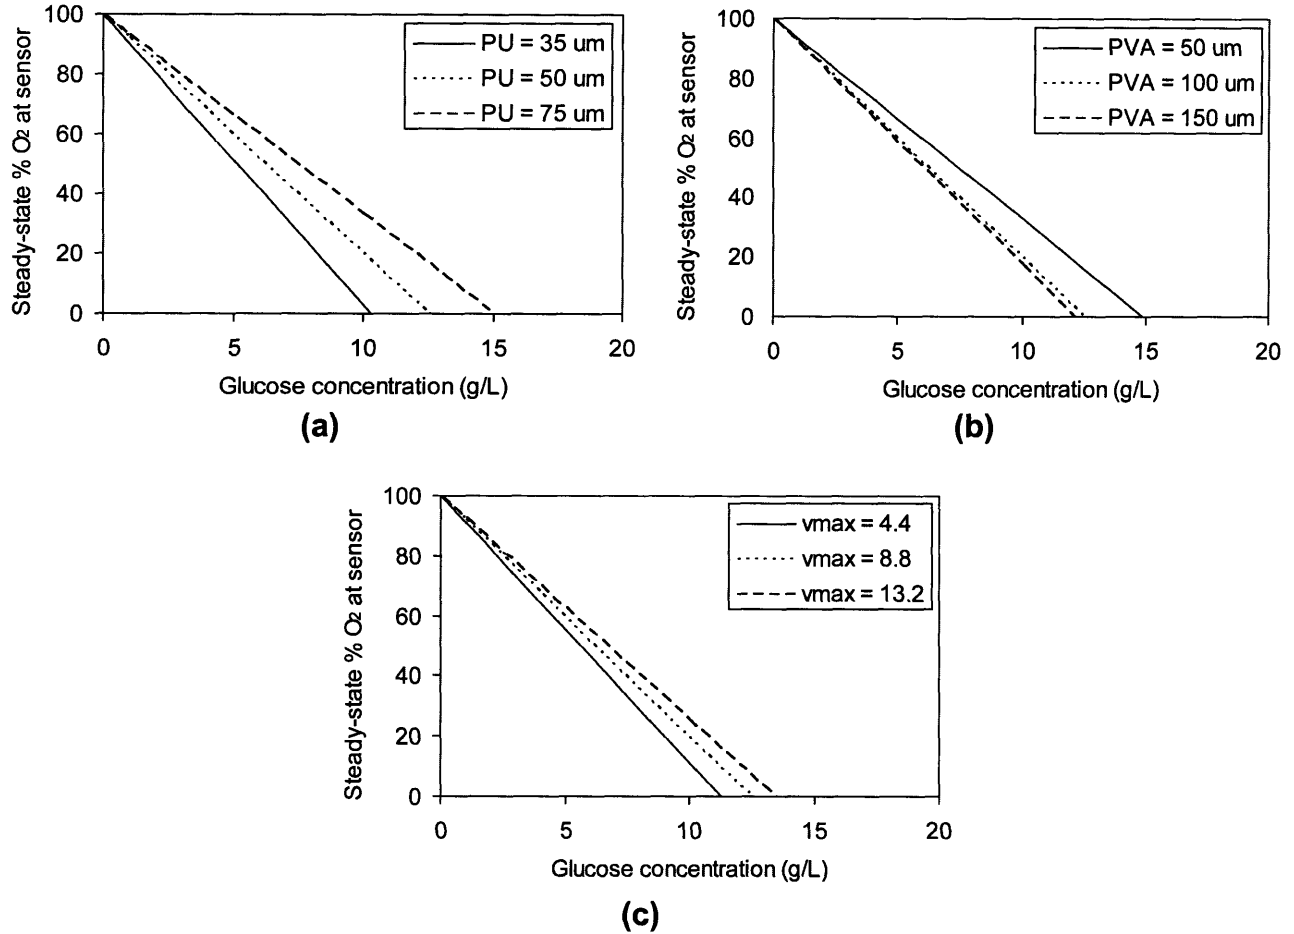 Steady-state % O2 at sensor
100
80
60
40
20
0
PU = 35 um
PU = 50 um
PU = 75 um
0 5 10 15 20
Glucose concentration (g/L)
(a)
Steady-state % O2 at sensor
100
80
60
40
20
0
PVA = 50 um
PVA = 100 um
PVA = 150 um
0 5 10 15 20
Glucose concentration (g/L)
(b)
Steady-state % O2 at sensor
100
80
60
40
20
0
vmax = 4.4
vmax = 8.8
vmax = 13.2
0 5 10 15 20
Glucose concentration (g/L)
(c)